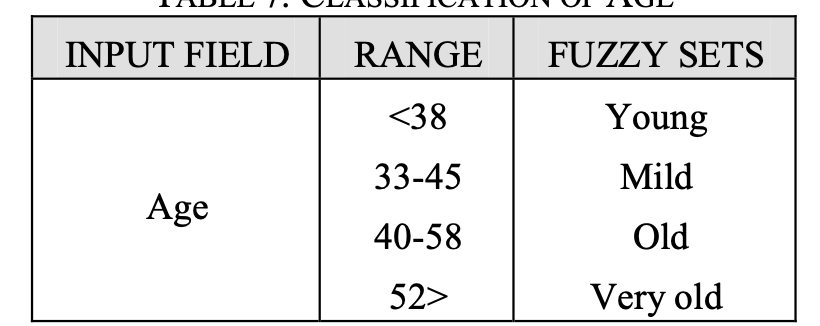 TABLE 7. CLASSIFICATION OF AGE
INPUT FIELD RANGE FUZZY SETS
<38 Young
33-45 Mild
Age
40-58 Old
52> Very old